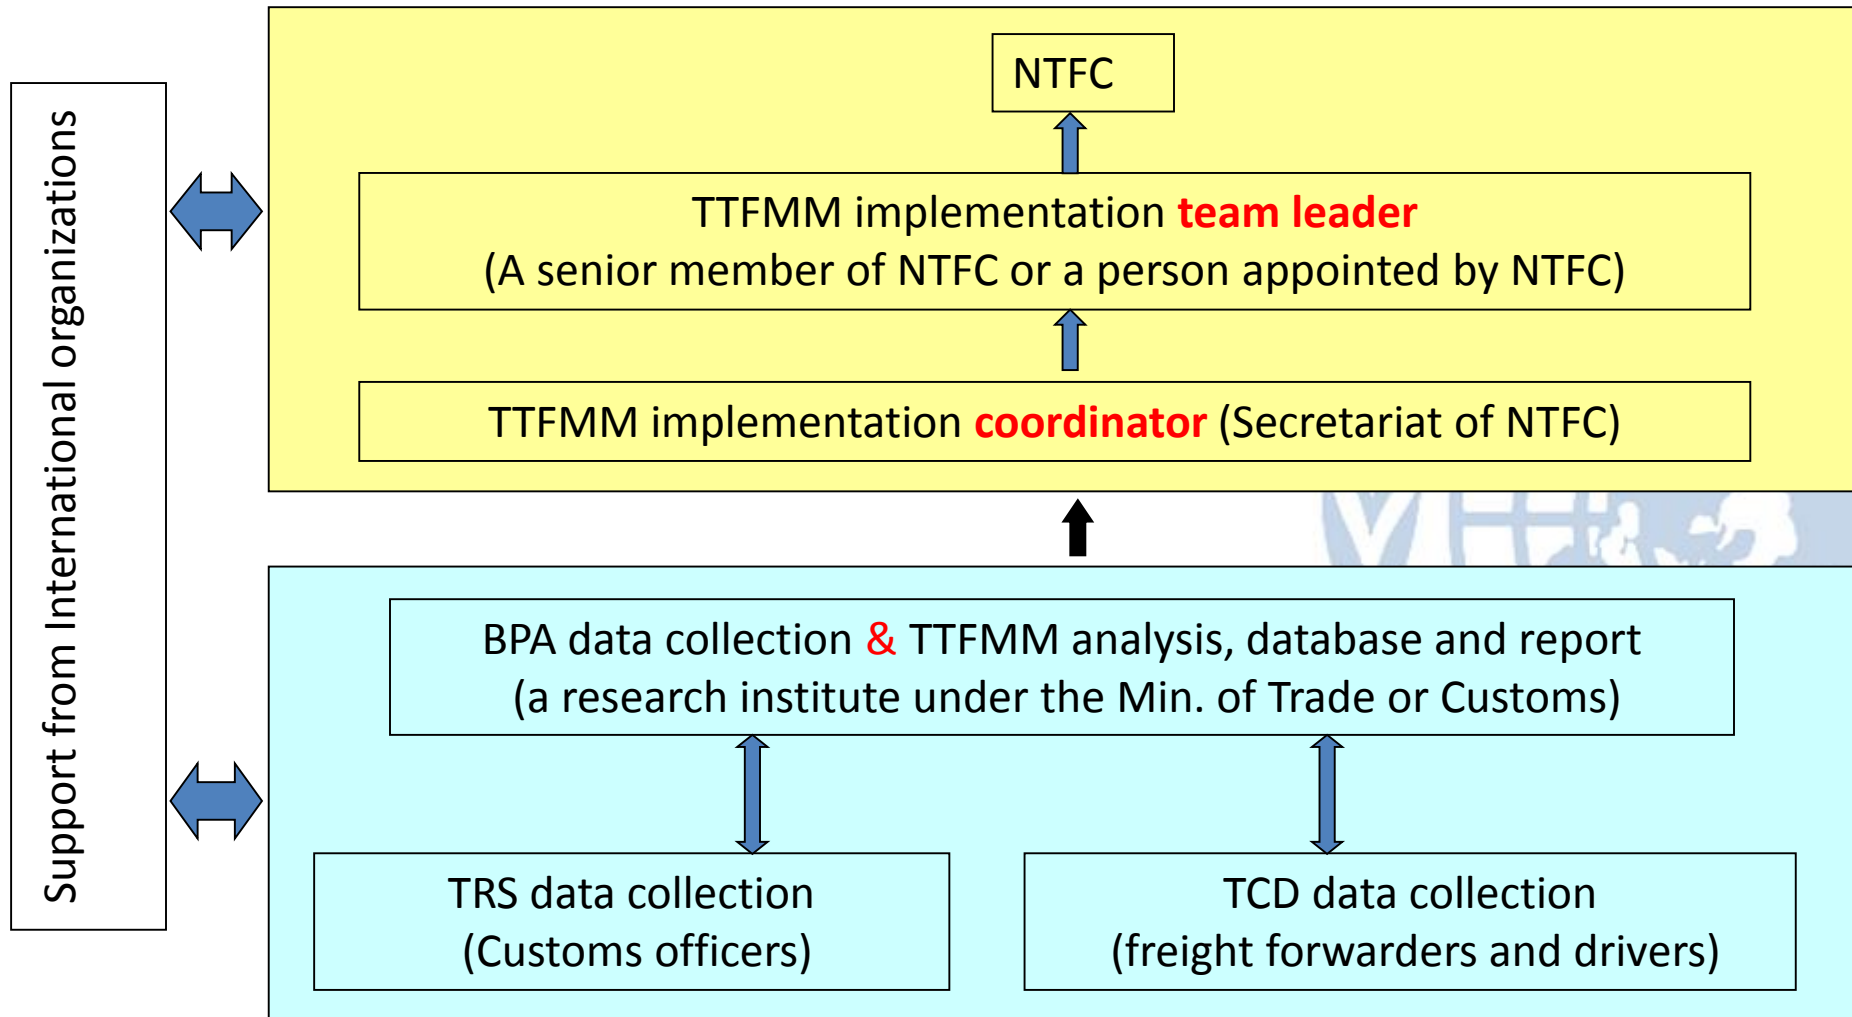 Support from International organizations
NTFC
TTFMM implementation team leader
(A senior member of NTFC or a person appointed by NTFC)
TTFMM implementation coordinator (Secretariat of NTFC)
BPA data collection & TTFMM analysis, database and report
(a research institute under the Min. of Trade or Customs)
TRS data collection
(Customs officers)
TCD data collection
(freight forwarders and drivers)